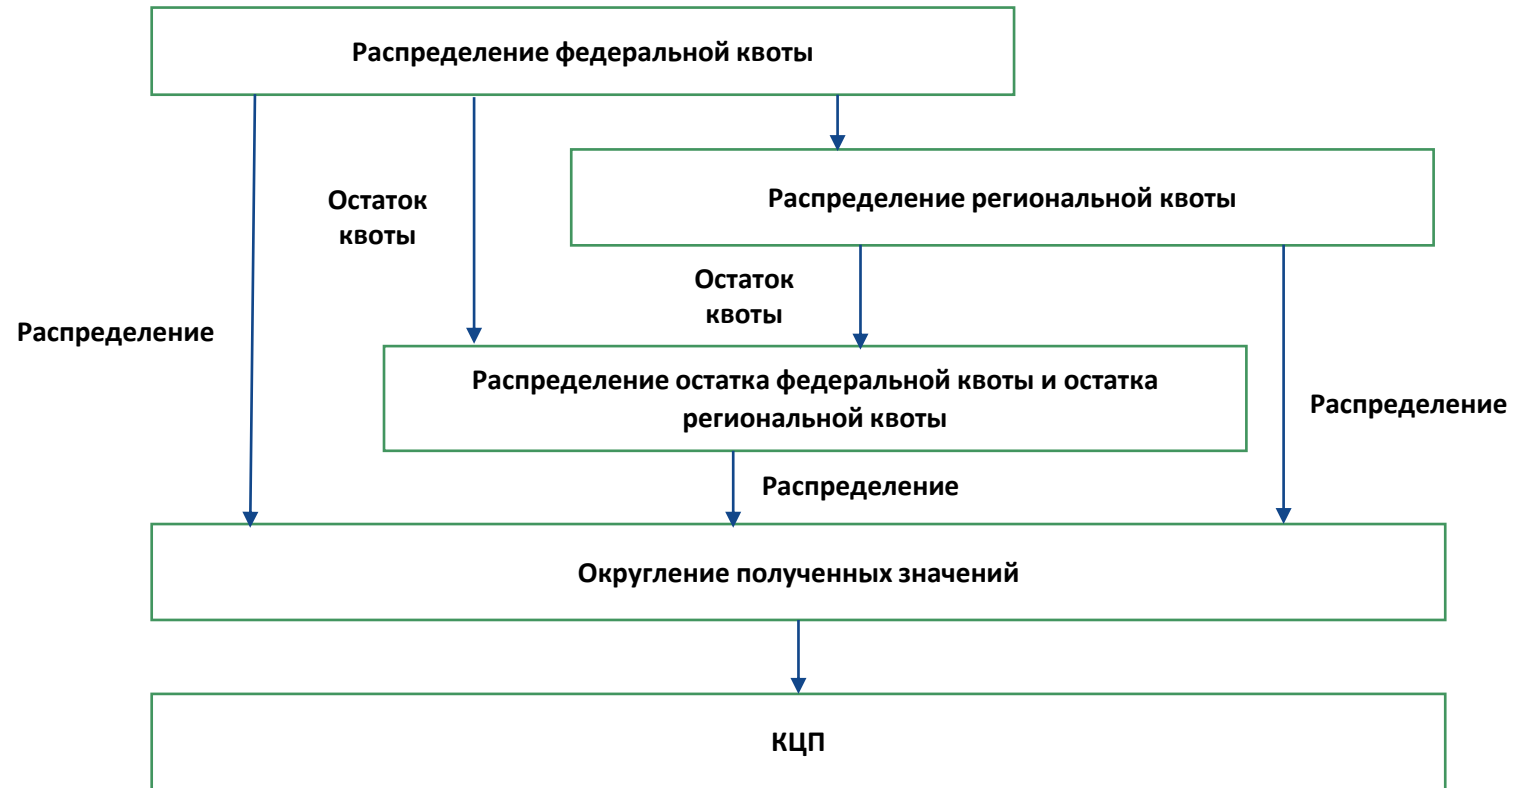 Распределение федеральной квоты
Распределение региональной квоты
Остаток
квоты
Остаток
квоты
Распределение
Распределение остатка федеральной квоты и остатка
региональной квоты
Распределение
Распределение
Округление полученных значений
КЦП